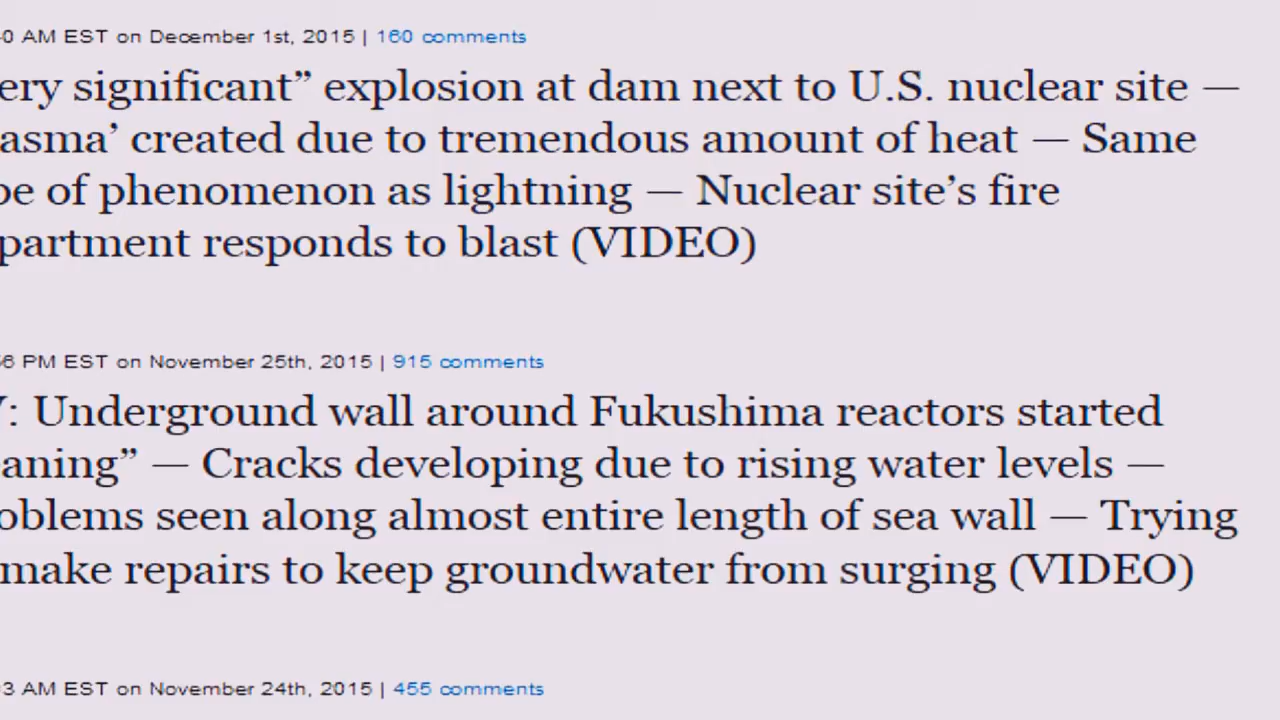 0 AM EST on December 1st, 2015 | 160 comments
ery significant” explosion at dam next to U.S. nuclear site —
asma’ created due to tremendous amount of heat — Same
pe of phenomenon as lightning — Nuclear site’s fire
partment responds to blast (VIDEO)
56 PM EST on November 25th, 2015 | 915 comments
: Underground wall around Fukushima reactors started
eaning” — Cracks developing due to rising water levels —
oblems seen along almost entire length of sea wall — Trying
make repairs to keep groundwater from surging (VIDEO)
3 AM EST on November 24th, 2015 | 455 comments